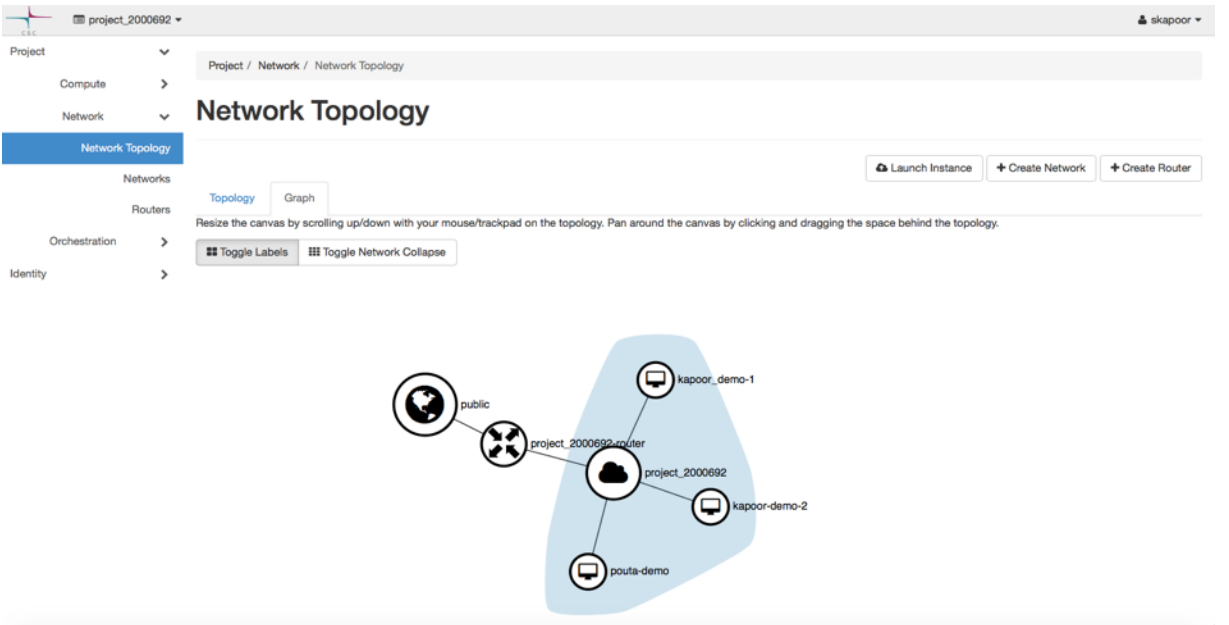 CSC
project_2000692
skapoor
Project
Compute
Network
Network Topology
Networks
Routers
Orchestration
Identity
Project / Network / Network Topology
Network Topology
Launch Instance
+ Create Network
+ Create Router
Topology
Graph
Resize the canvas by scrolling up/down with your mouse/trackpad on the topology. Pan around the canvas by clicking and dragging the space behind the topology.
Toggle Labels
Toggle Network Collapse
kapoor_demo-1
public
project_2000692-router
project_2000692
kapoor-demo-2
pouta-demo